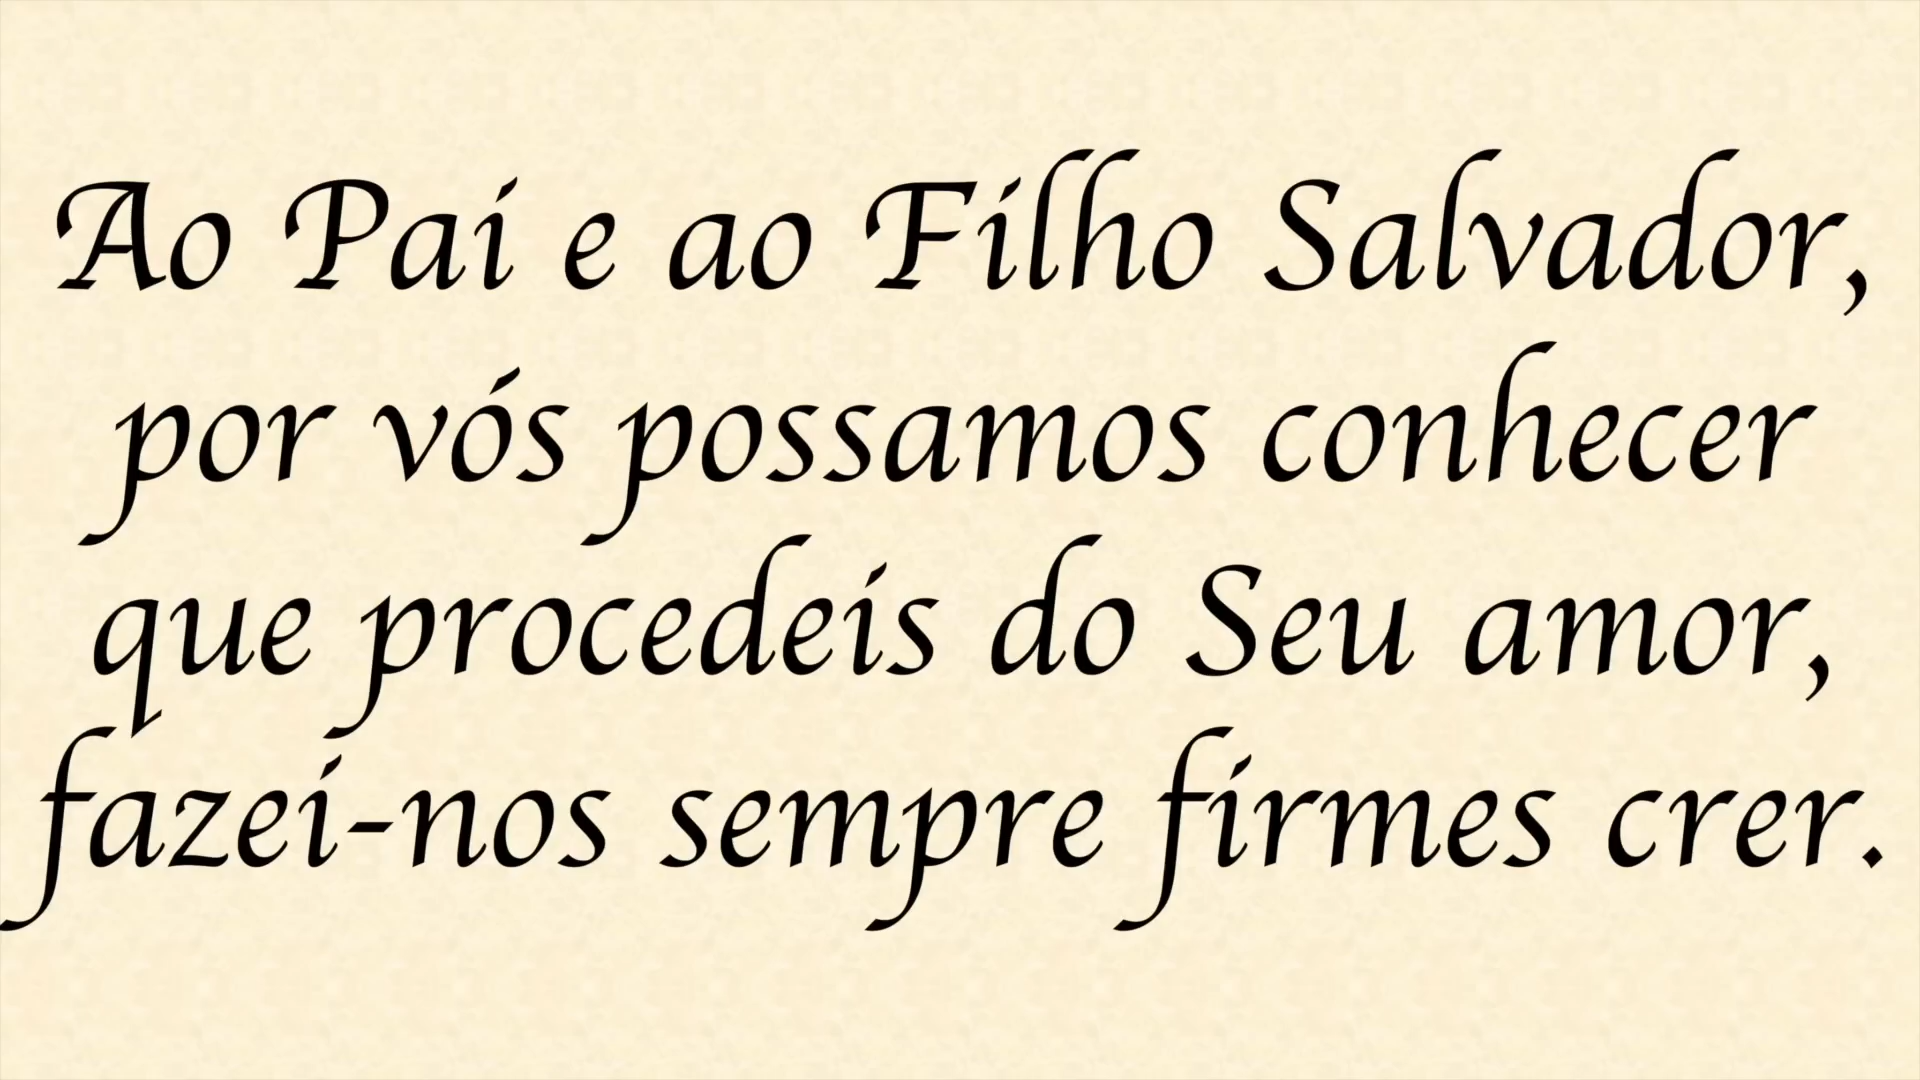 Ao Pai e ao Filho Salvador,
por vós possamos conhecer
que procedeis do Seu amor,
fazei-nos sempre firmes crer.